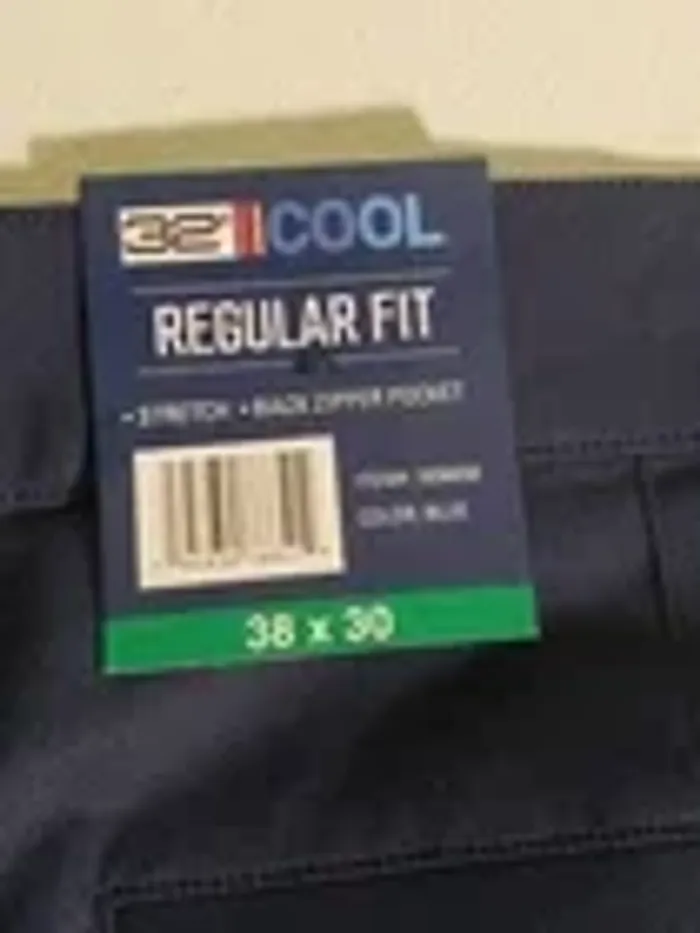 32° COOL
REGULAR FIT
• STRETCH • BACK ZIPPER POCKET
COLOR: BLUE
38 x 30